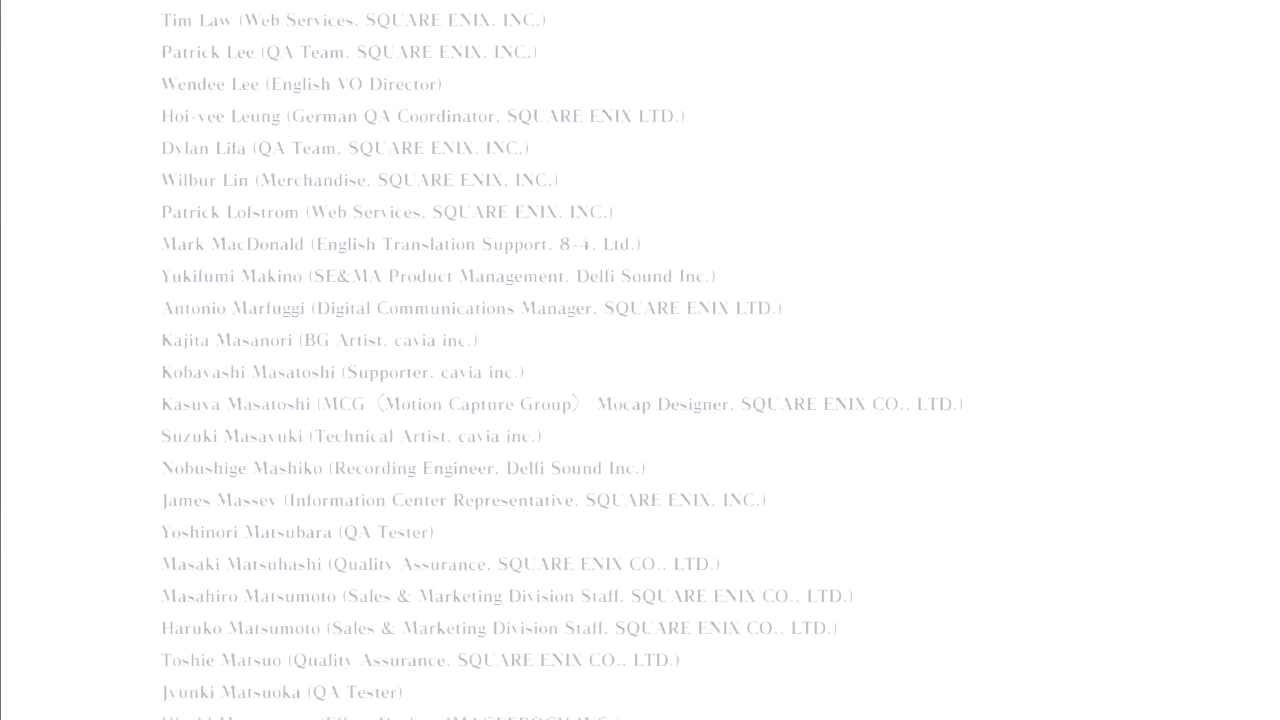 Tim Law (Web Services, SQUARE ENIX, INC.)
Patrick Lee (QA Team, SQUARE ENIX, INC.)
Wendee Lee (English VO Director)
Hoi-yee Leung (German QA Coordinator, SQUARE ENIX LTD.)
Dylan Lifa (QA Team, SQUARE ENIX, INC.)
Wilbur Lin (Merchandise, SQUARE ENIX, INC.)
Patrick Lofstrom (Web Services, SQUARE ENIX, INC.)
Mark MacDonald (English Translation Support, 8-4, Ltd.)
Yukifumi Makino (SE&MA Product Management, Delfi Sound Inc.)
Antonio Marfuggi (Digital Communications Manager, SQUARE ENIX LTD.)
Kajita Masanori (BG Artist, cavia inc.)
Kobayashi Masatoshi (Supporter, cavia inc.)
Kasuya Masatoshi (MCG（Motion Capture Group） Mocap Designer, SQUARE ENIX CO., LTD.)
Suzuki Masayuki (Technical Artist, cavia inc.)
Nobushige Mashiko (Recording Engineer, Delfi Sound Inc.)
James Massey (Information Center Representative, SQUARE ENIX, INC.)
Yoshinori Matsubara (QA Tester)
Masaki Matsuhashi (Quality Assurance, SQUARE ENIX CO., LTD.)
Masahiro Matsumoto (Sales & Marketing Division Staff, SQUARE ENIX CO., LTD.)
Haruko Matsumoto (Sales & Marketing Division Staff, SQUARE ENIX CO., LTD.)
Toshie Matsuo (Quality Assurance, SQUARE ENIX CO., LTD.)
Jyunki Matsuoka (QA Tester)